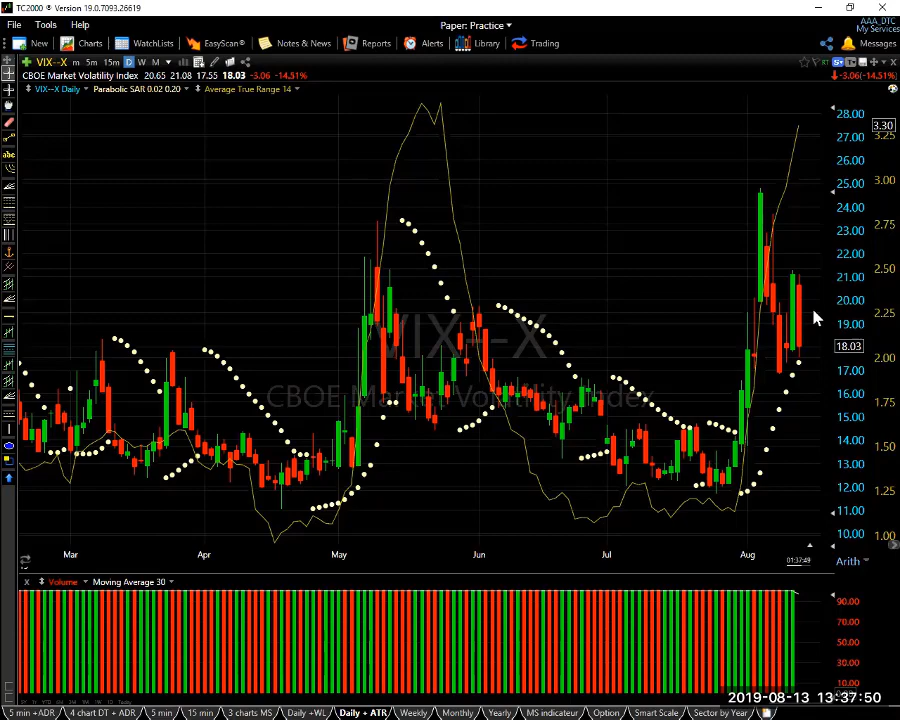 TC2000 ® Version 19.0.7093.26619
File Tools Help Paper: Practice AAA_DTC
My Services
New Charts WatchLists EasyScan® Notes & News Reports Alerts Library Trading Messages
VIX--X m 5m 15m D W M
CBOE Market Volatility Index 20.65 21.08 17.55 18.03 -3.06 -14.51% -3.06(-14.51%)
VIX--X Daily Parabolic SAR 0.02 0.20 Average True Range 14
abc
VIX--X
CBOE Market Volatility Index
28.00
27.00
26.00
25.00
24.00
23.00
22.00
21.00
20.00
19.00
18.03
17.00
16.00
15.00
14.00
13.00
12.00
11.00
10.00
3.30
3.25
3.00
2.75
2.50
2.25
2.00
1.75
1.50
1.25
1.00
Mar Apr May Jun Jul Aug
01:37:49 Arith
X Volume Moving Average 30
90.00
70.00
50.00
30.00
10.00
2019-08-13 13:37:50
5 min +ADR 4 chart DT + ADR 5 min 15 min 3 charts MS Daily +WL Daily + ATR Weekly Monthly Yearly MS indicateur Option Smart Scale Sector by Year